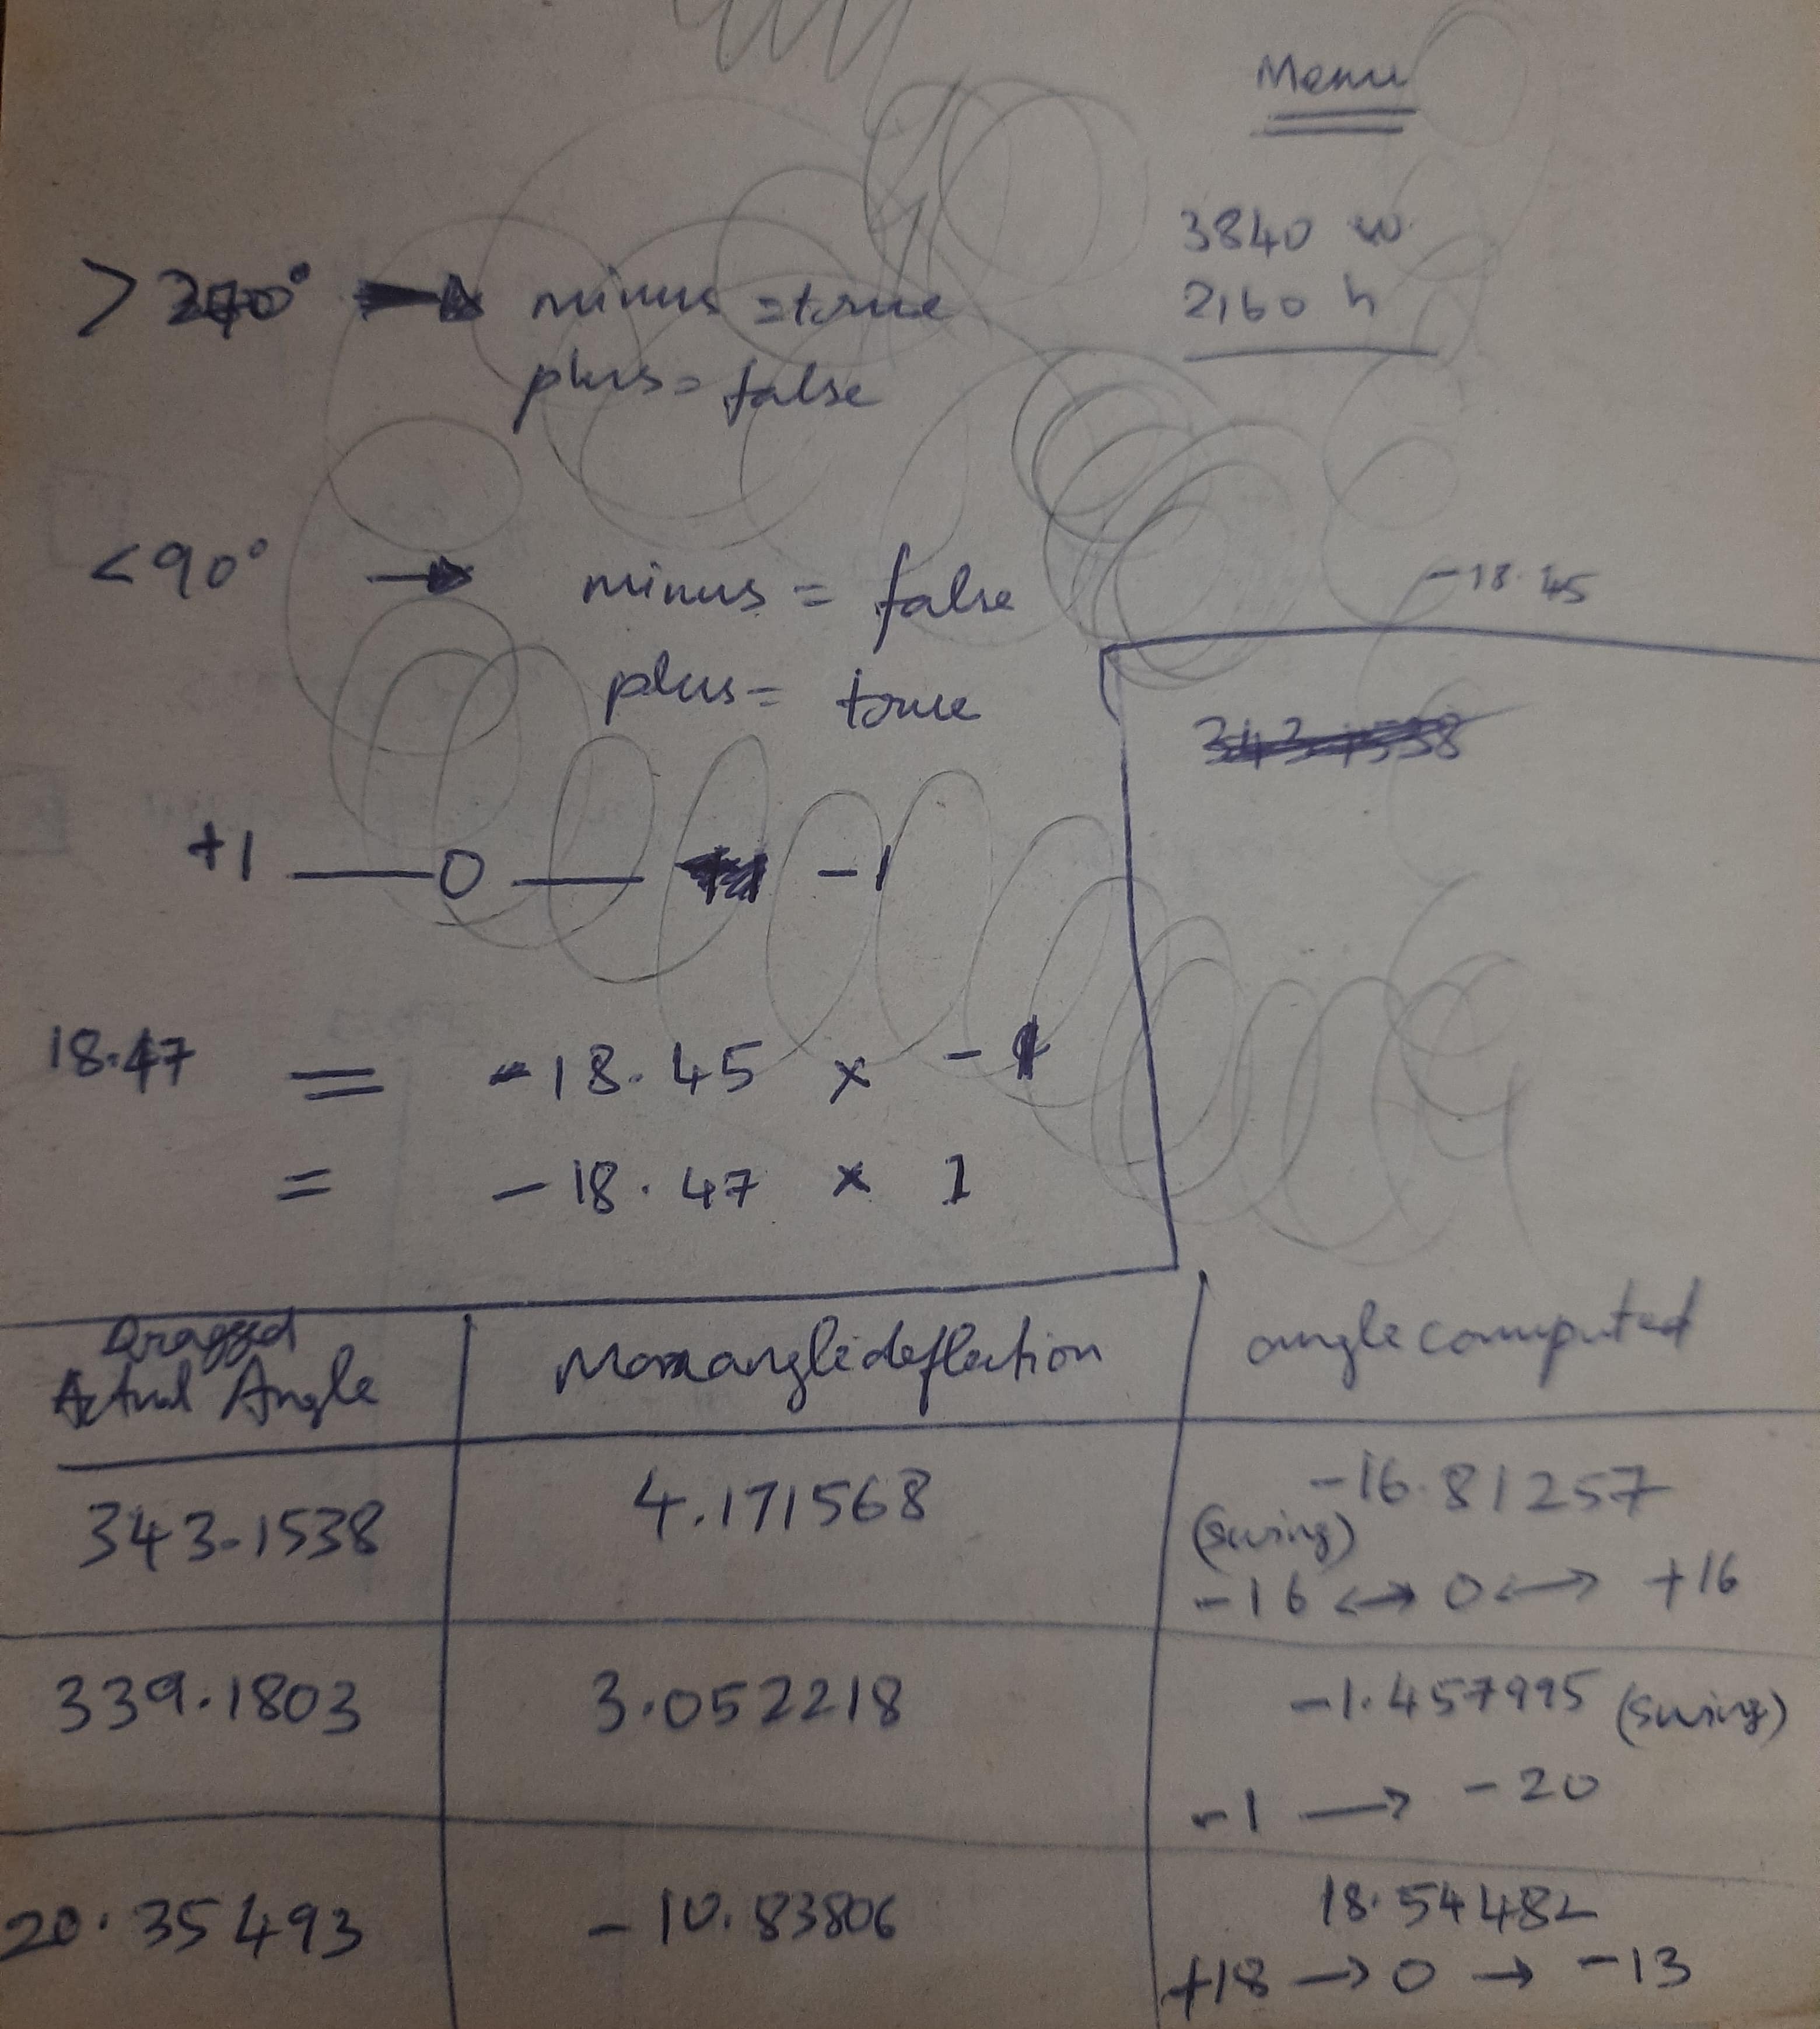 Menu
3840 w
2160 h
> 270° → minus = true
plus = false
<90° → minus = false
plus = true
-18.45
+1 — 0 — -1
18.47 = -18.45 x -1
= -18.47 x 1
Dragged
Actual Angle
Maxangledeflection
angle computed
343.1538
4.171568
-16.81257
(swing)
-16 <-> 0 <-> +16
339.1803
3.052218
-1.457995 (swing)
-1 → -20
20.35493
-10.83806
18.54482
+18 → 0 → -13